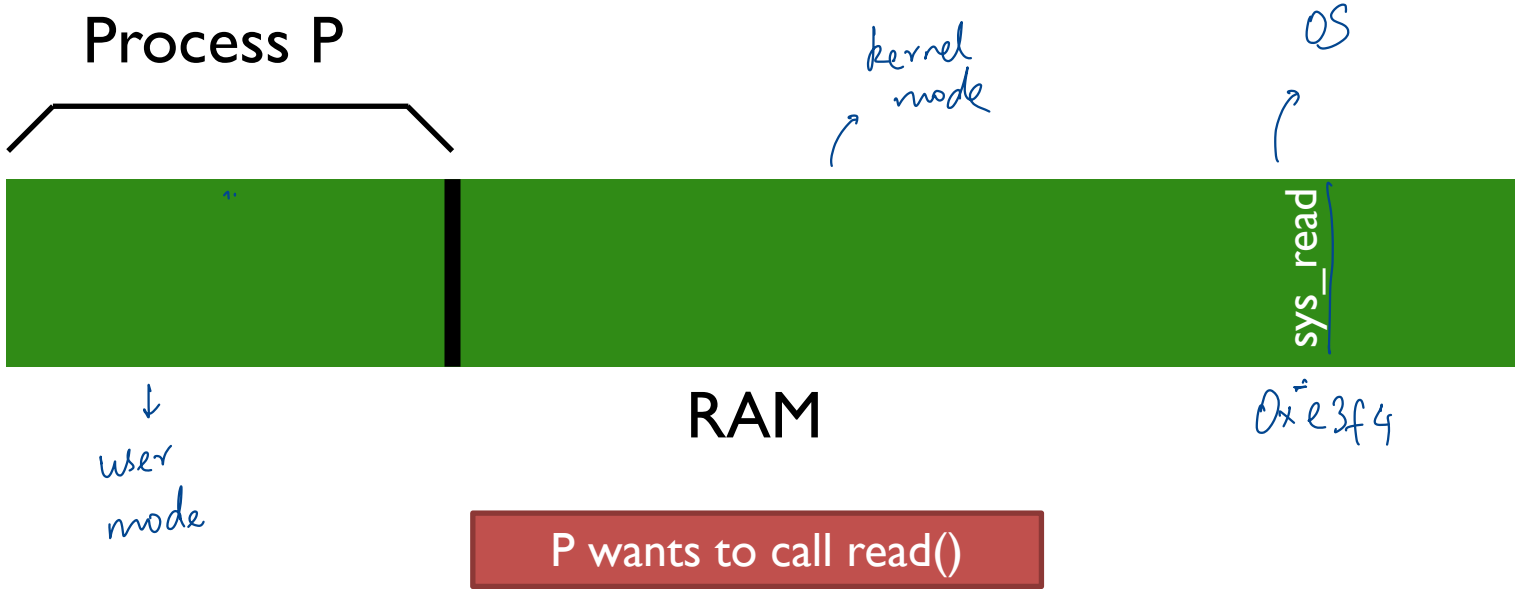 Process P
kernel
mode
OS
sys_read
RAM
0xe3f4
user
mode
P wants to call read()